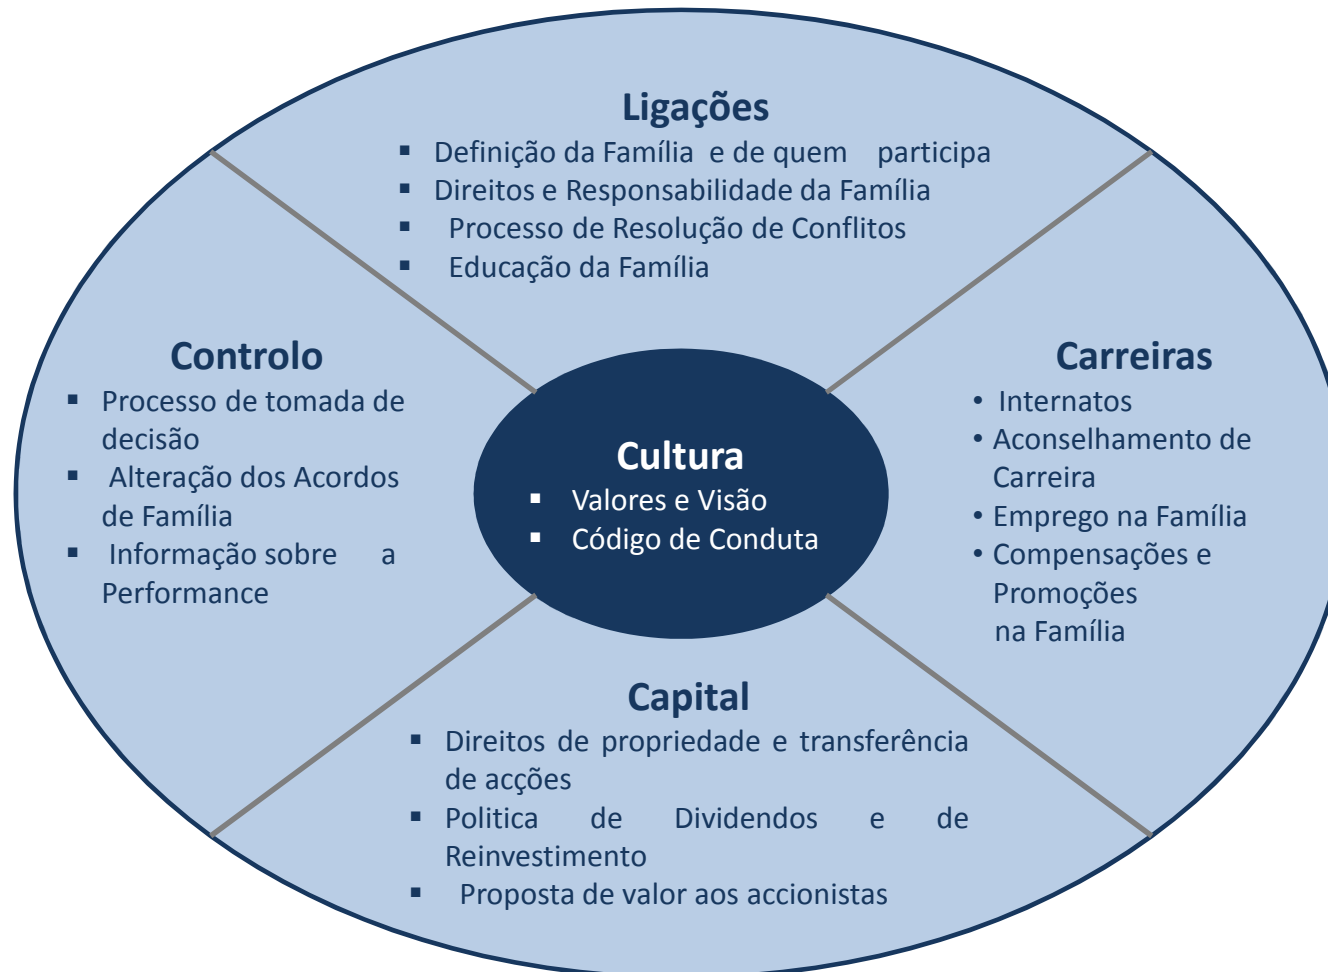 Ligações
▪ Definição da Família e de quem participa
▪ Direitos e Responsabilidade da Família
▪ Processo de Resolução de Conflitos
▪ Educação da Família
Controlo
▪ Processo de tomada de
decisão
▪ Alteração dos Acordos
de Família
▪ Informação sobre a
Performance
Cultura
▪ Valores e Visão
▪ Código de Conduta
Carreiras
• Internatos
• Aconselhamento de
Carreira
• Emprego na Família
• Compensações e
Promoções
na Família
Capital
▪ Direitos de propriedade e transferência
de acções
▪ Politica de Dividendos e de
Reinvestimento
▪ Proposta de valor aos accionistas